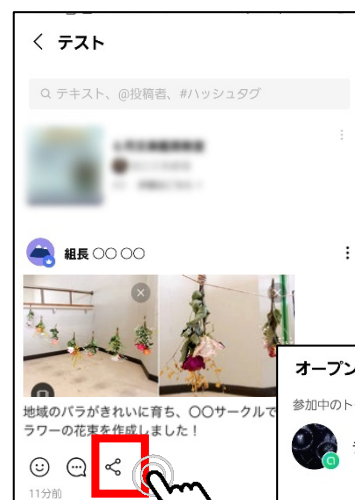 テスト
テキスト、@投稿者、#ハッシュタグ
組長 〇〇 〇〇
地域のバラがきれいに育ち、〇〇サークルで
ラワーの花束を作成しました！
11分前
オープン
参加中のト